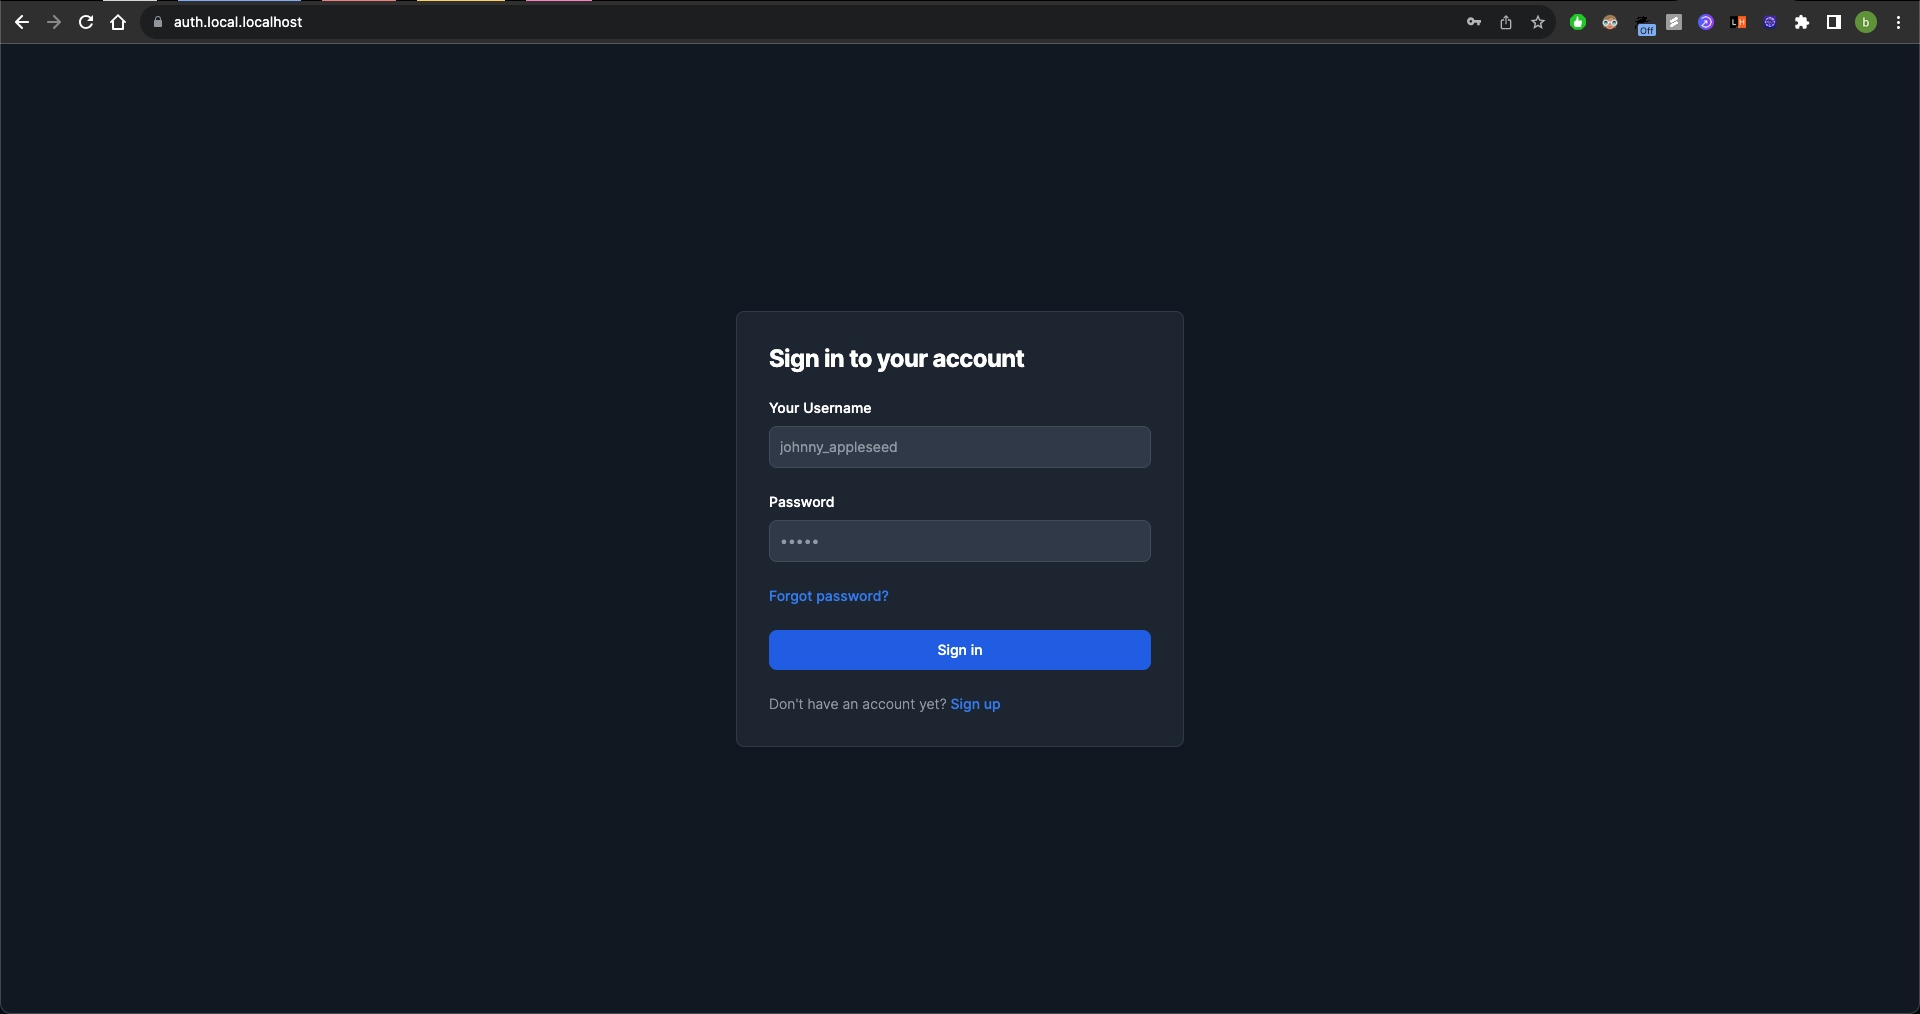 auth.local.localhost
Off
LH
b
Sign in to your account
Your Username
johnny_appleseed
Password
•••••
Forgot password?
Sign in
Don't have an account yet? Sign up